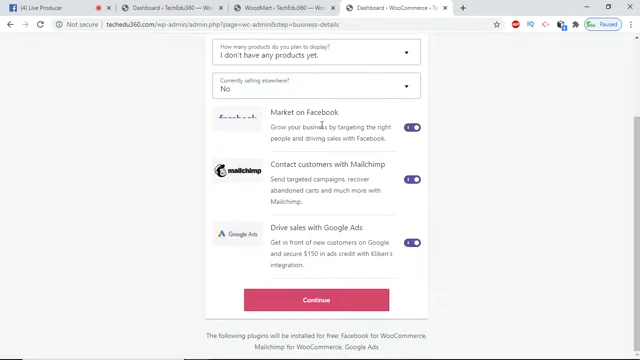 Live Producer
Dashboard ‹ TechEdu360 — W
WoodMart ‹ TechEdu360 — W
Dashboard ‹ WooCommerce ‹ Te
techedu360.com/wp-admin/admin.php?page=wc-admin&step=business-details
Paused
How many products do you plan to display?
I don't have any products yet.
Currently selling elsewhere?
No
facebook
Market on Facebook
Grow your business by targeting the right
people and driving sales with Facebook.
mailchimp
Contact customers with Mailchimp
Send targeted campaigns, recover
abandoned carts and much more with
Mailchimp.
Google Ads
Drive sales with Google Ads
Get in front of new customers on Google
and secure $150 in ads credit with Kliken's
integration.
Continue
The following plugins will be installed for free: Facebook for WooCommerce,
Mailchimp for WooCommerce, Google Ads